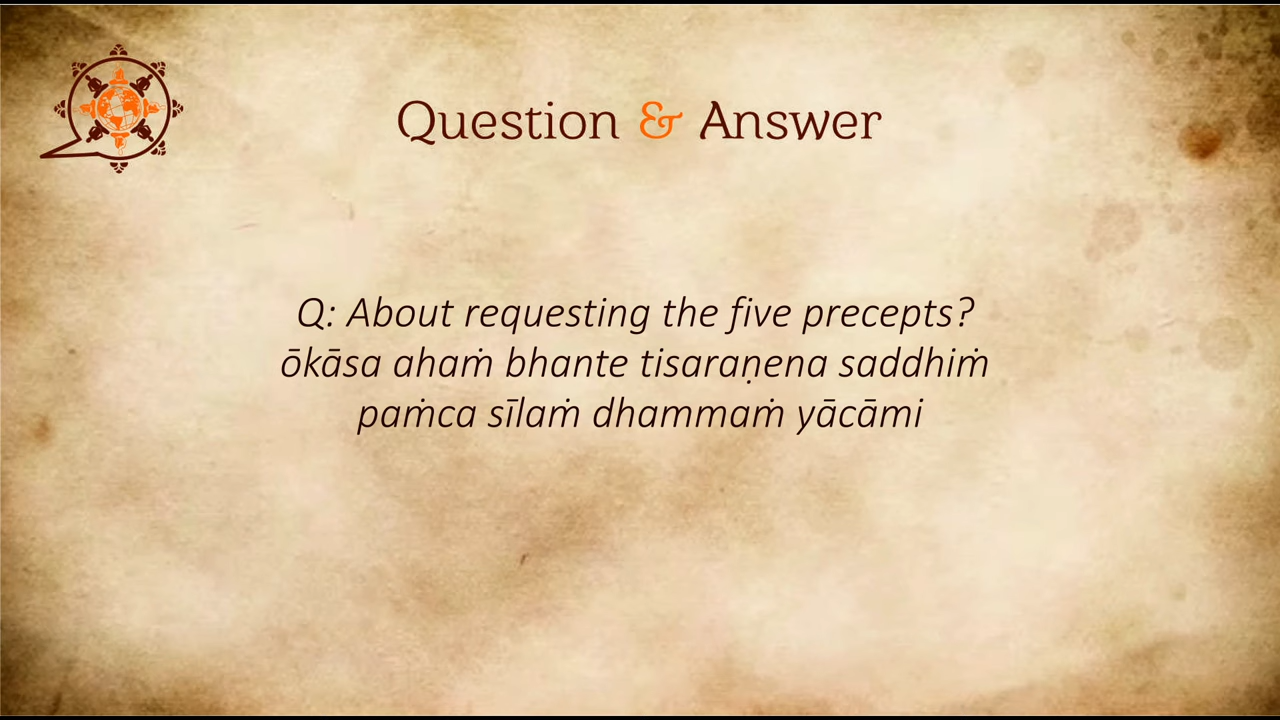 Question & Answer
Q: About requesting the five precepts?
ōkāsa ahaṁ bhante tisaraṇena saddhiṁ
paṁca sīlaṁ dhammaṁ yācāmi